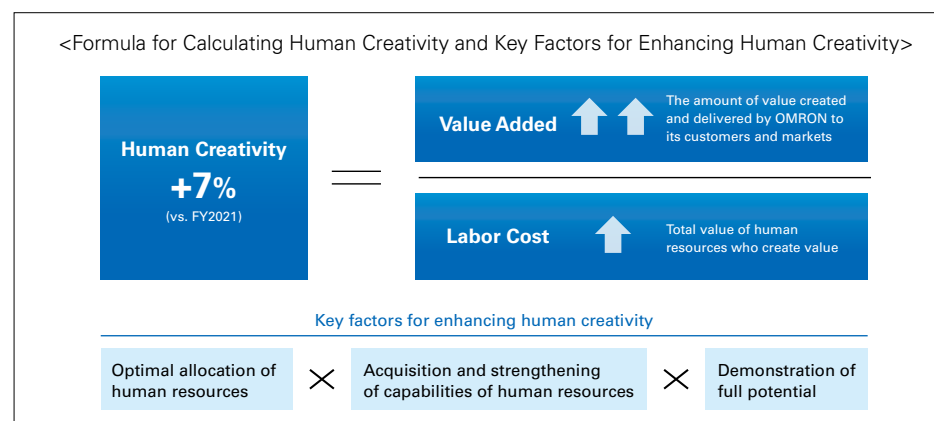 <Formula for Calculating Human Creativity and Key Factors for Enhancing Human Creativity>
Human Creativity
+7%
(vs. FY2021)
Value Added
The amount of value created
and delivered by OMRON to
its customers and markets
Labor Cost
Total value of human
resources who create value
Key factors for enhancing human creativity
Optimal allocation of
human resources
Acquisition and strengthening
of capabilities of human resources
Demonstration of
full potential